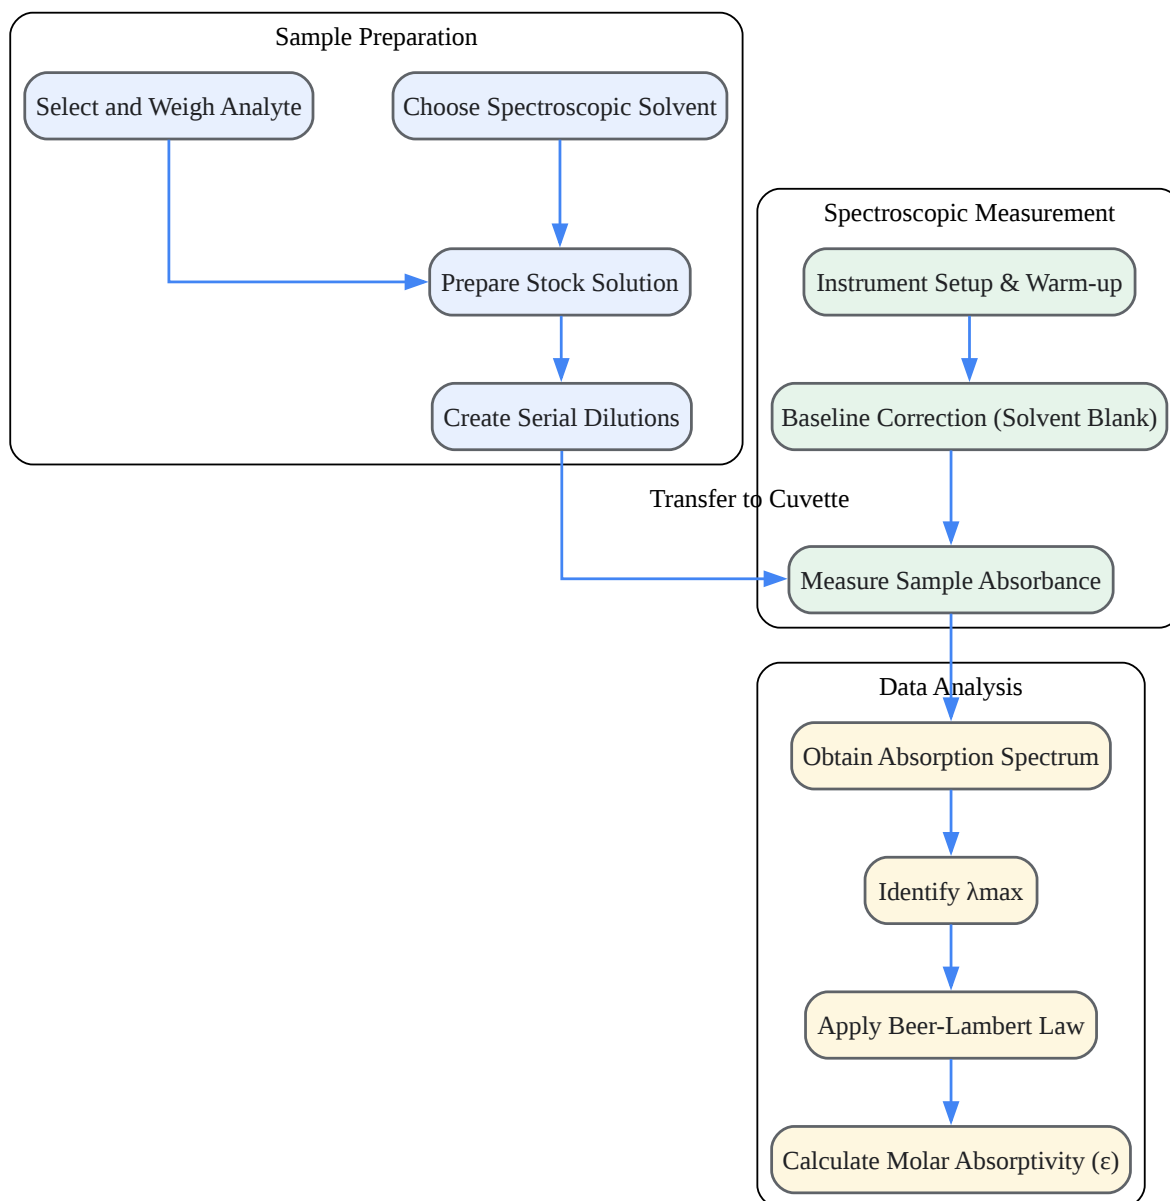 Sample Preparation
Select and Weigh Analyte
Choose Spectroscopic Solvent
Prepare Stock Solution
Create Serial Dilutions
Transfer to Cuvette
Spectroscopic Measurement
Instrument Setup & Warm-up
Baseline Correction (Solvent Blank)
Measure Sample Absorbance
Data Analysis
Obtain Absorption Spectrum
Identify λmax
Apply Beer-Lambert Law
Calculate Molar Absorptivity (ε)